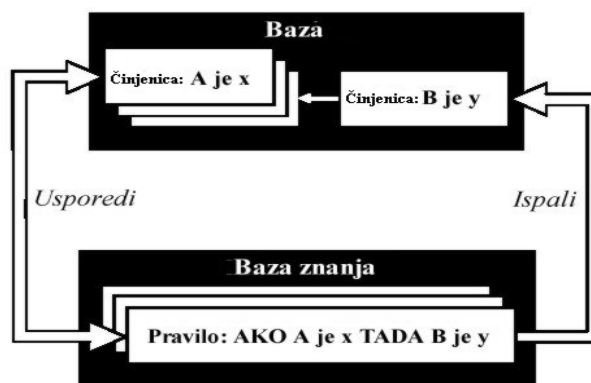 Baza
Činjenica: A je x
Činjenica: B je y
Usporedi
Ispali
Baza znanja
Pravilo: AKO A je x TADA B je y